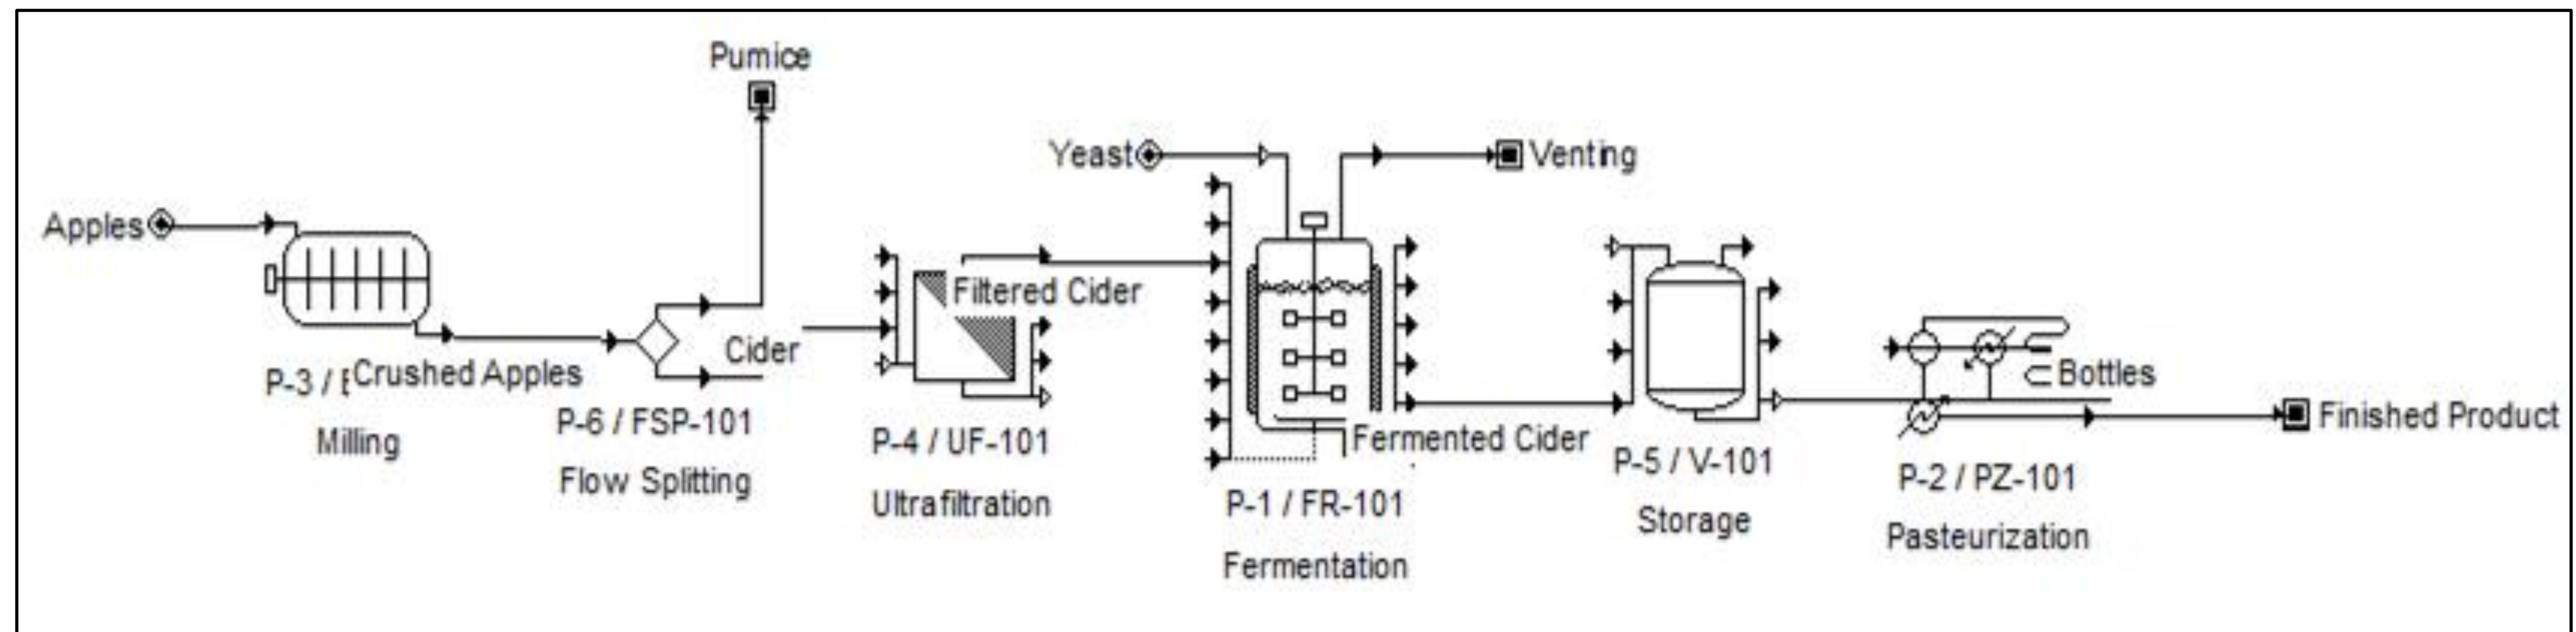 Pumice
Yeast
Venting
Apples
Filtered Cider
Cider
Crushed Apples
P-3 /
Milling
P-6 / FSP-101
Flow Splitting
P-4 / UF-101
Ultrafiltration
Fermented Cider
P-1 / FR-101
Fermentation
P-5 / V-101
Storage
Bottles
Finished Product
P-2 / PZ-101
Pasteurization